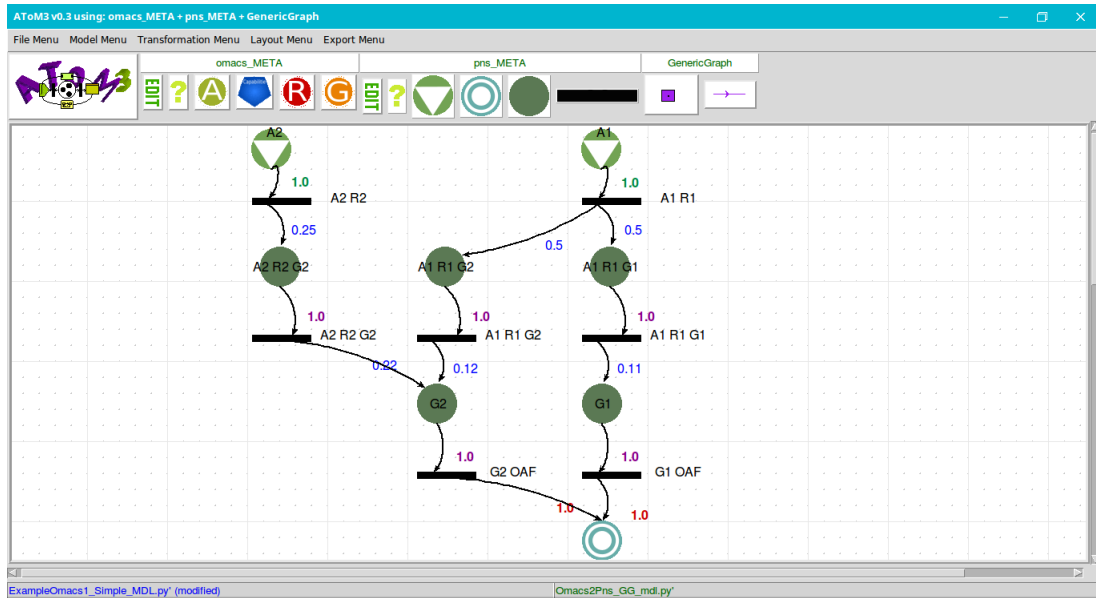 AToM3 v0.3 using: omacs_META + pns_META + GenericGraph
File Menu Model Menu Transformation Menu Layout Menu Export Menu
omacs_META pns_META GenericGraph
ATOM3
EDIT ? A R G EDIT ?
A2 A1
1.0 1.0
A2 R2 A1 R1
0.25 0.5 0.5
A2 R2 G2 A1 R1 G2 A1 R1 G1
1.0 1.0 1.0
A2 R2 G2 A1 R1 G2 A1 R1 G1
0.22 0.12 0.11
G2 G1
1.0 1.0
G2 OAF G1 OAF
1.0 1.0
ExampleOmacs1_Simple_MDL.py' (modified) Omacs2Pns_GG_mdl.py'